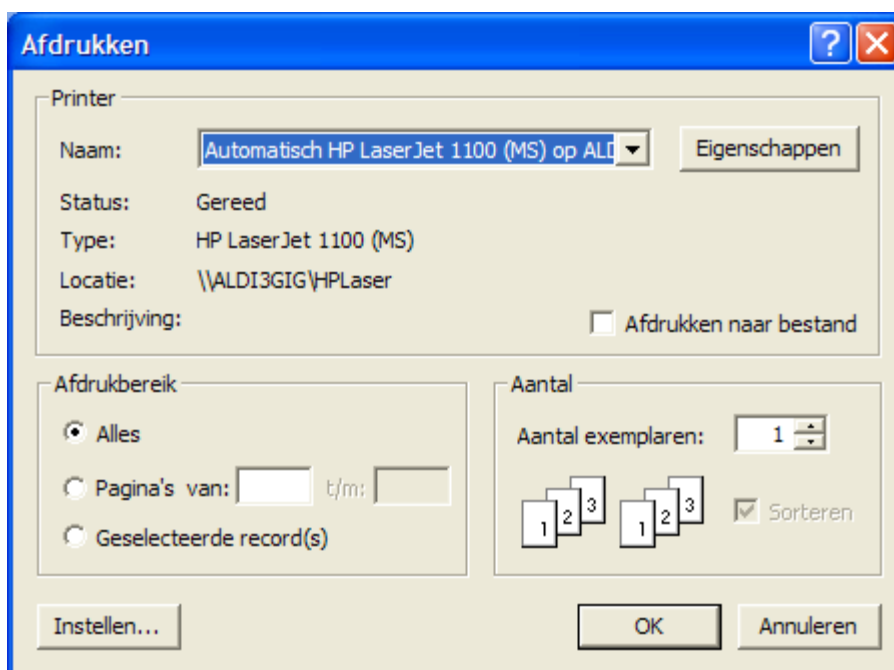 Afdrukken
Printer
Naam: Automatisch HP LaserJet 1100 (MS) op ALD Eigenschappen
Status: Gereed
Type: HP LaserJet 1100 (MS)
Locatie: \\ALDI3GIG\HPLaser
Beschrijving: Afdrukken naar bestand
Afdrukbereik
Alles
Pagina's van: t/m:
Geselecteerde record(s)
Aantal
Aantal exemplaren: 1
1 2 3 1 2 3 Sorteren
Instellen... OK Annuleren